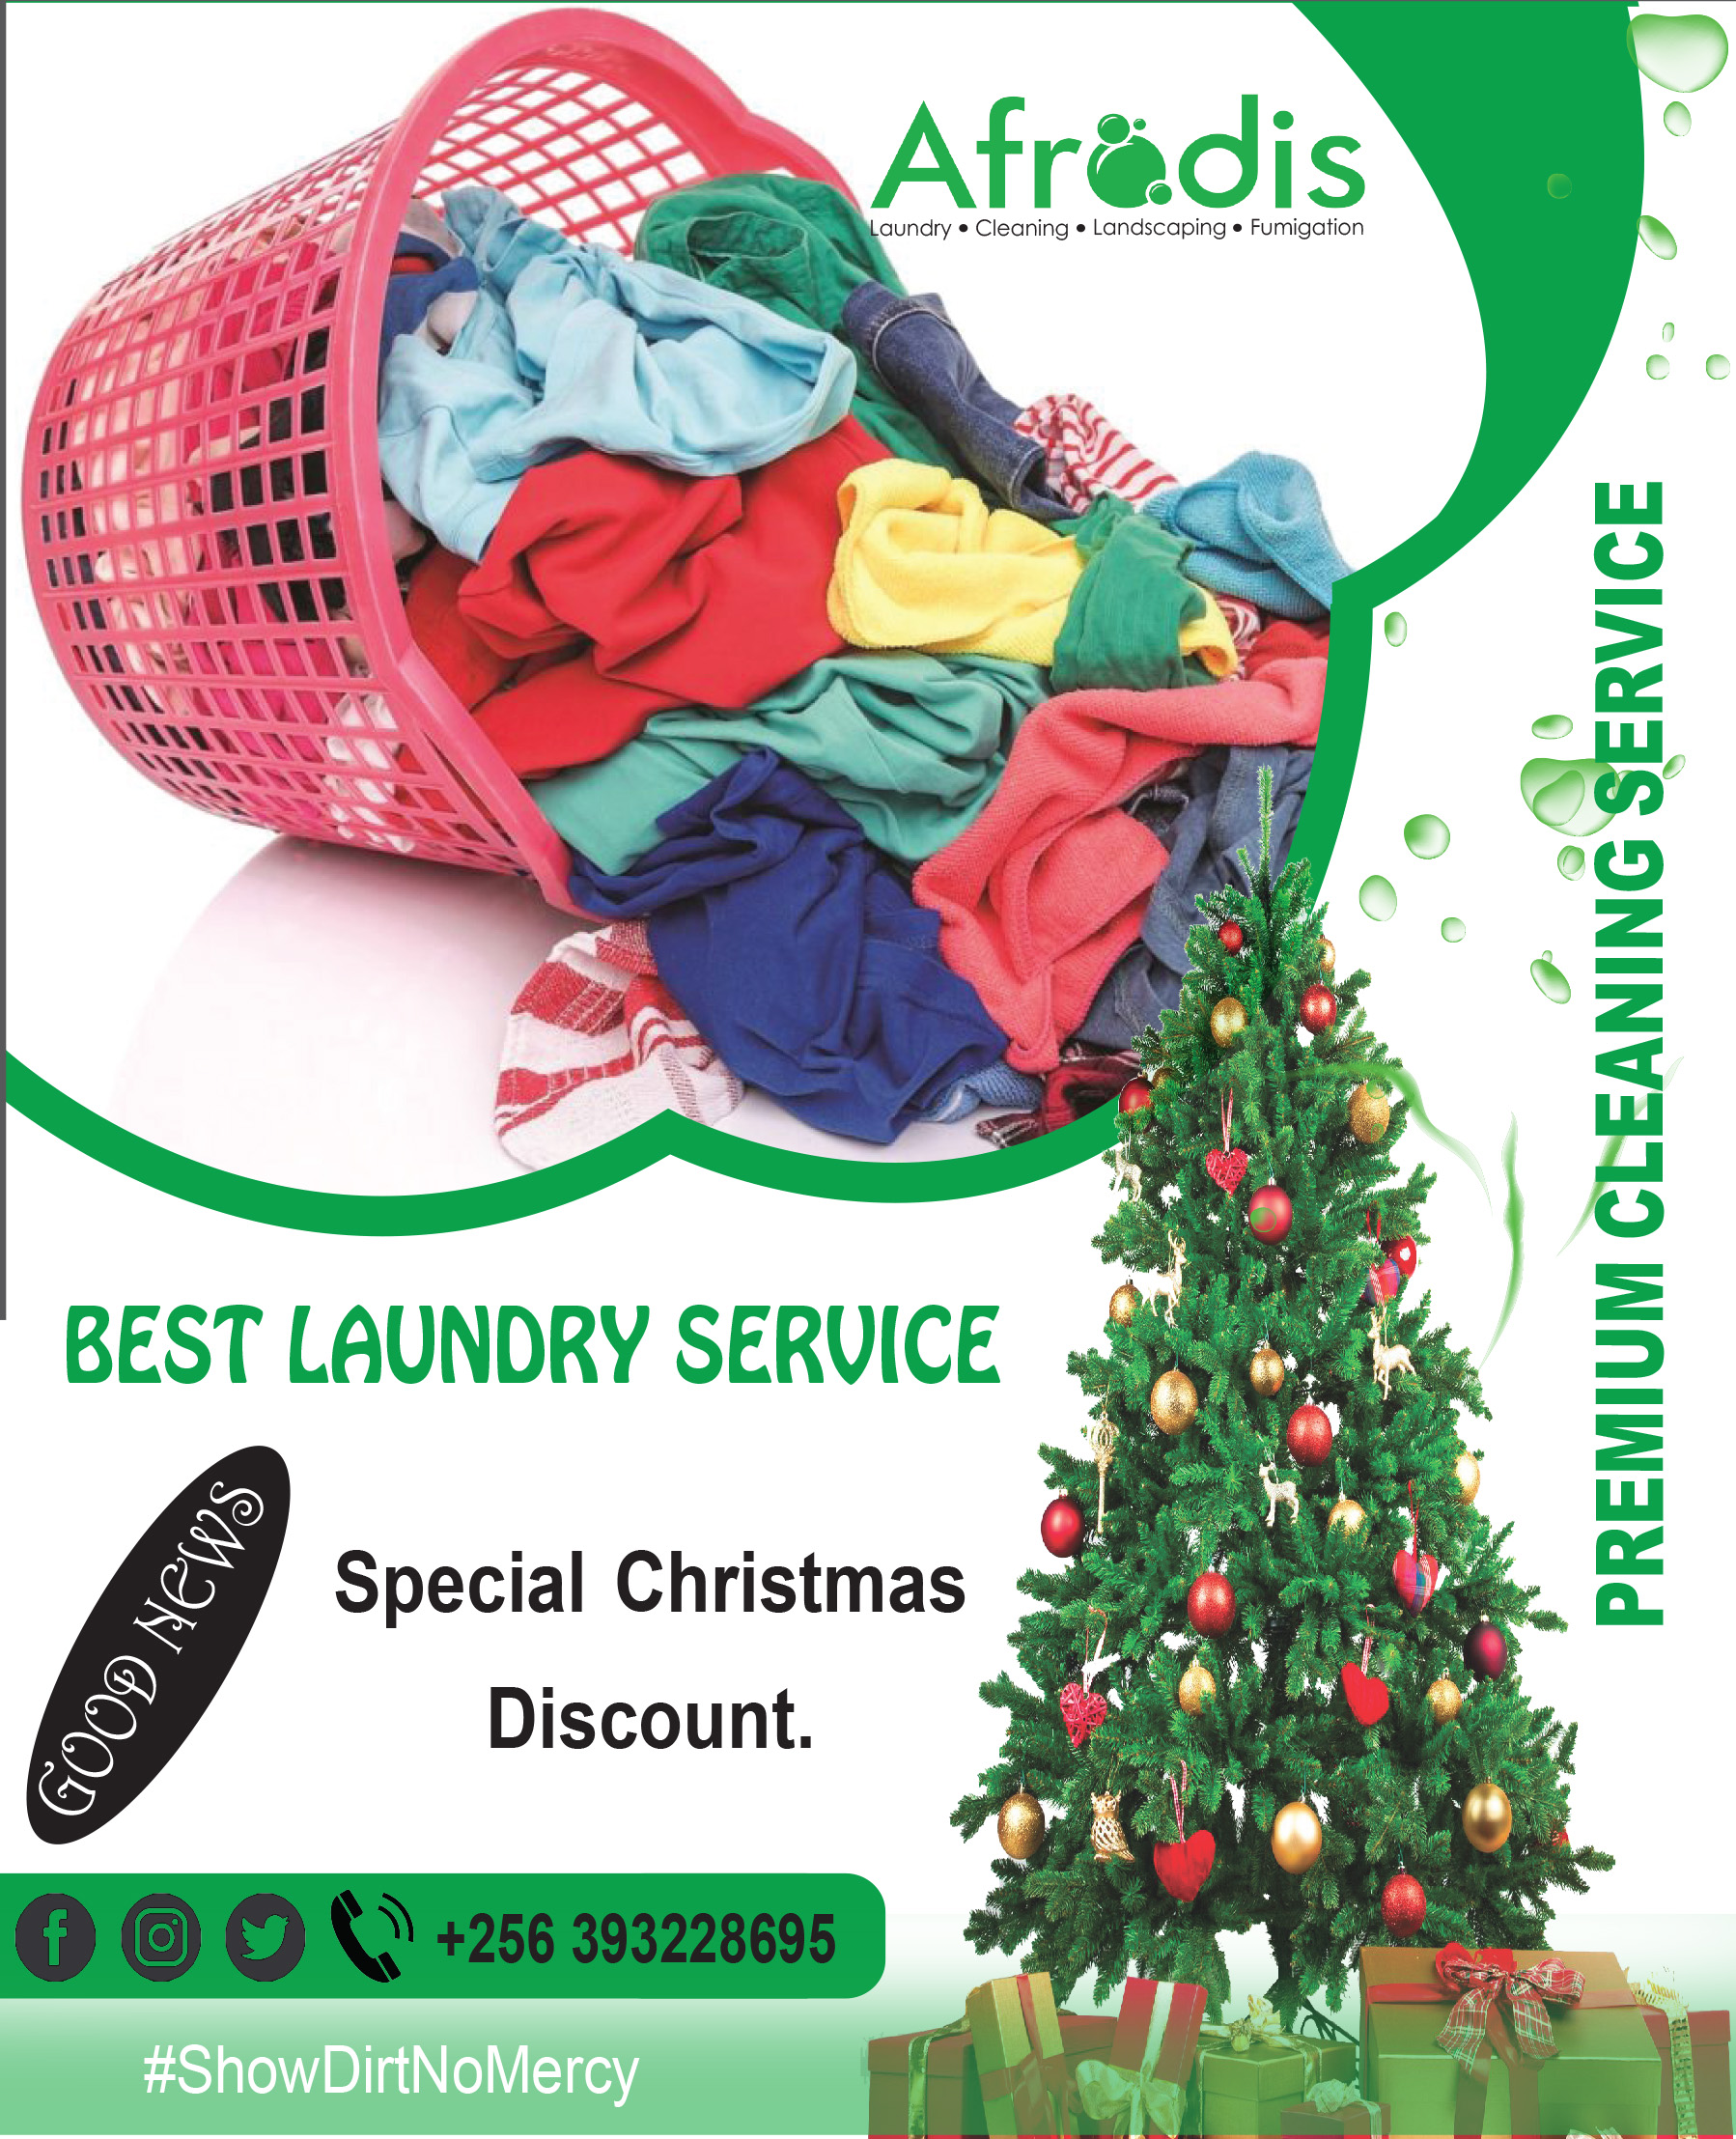 Afrodis
Laundry • Cleaning • Landscaping • Fumigation
PREMIUM CLEANING SERVICE
BEST LAUNDRY SERVICE
GOOD NEWS
Special Christmas
Discount.
+256 393228695
#ShowDirtNoMercy